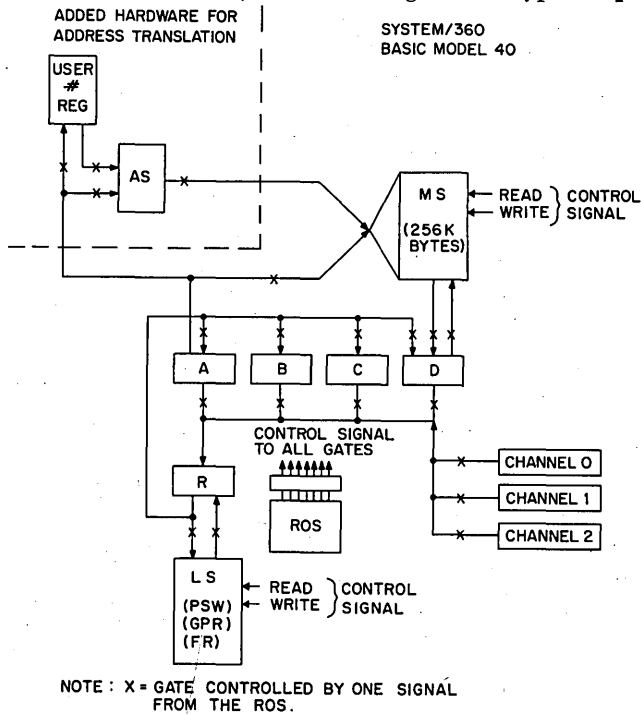 ADDED HARDWARE FOR
ADDRESS TRANSLATION
SYSTEM/360
BASIC MODEL 40
USER
#
REG
AS
MS
(256K
BYTES)
READ
WRITE
CONTROL
SIGNAL
A
B
C
D
CONTROL SIGNAL
TO ALL GATES
R
ROS
CHANNEL 0
CHANNEL 1
CHANNEL 2
LS
(PSW)
(GPR)
(FR)
READ
WRITE
CONTROL
SIGNAL
NOTE: X = GATE CONTROLLED BY ONE SIGNAL
FROM THE ROS.